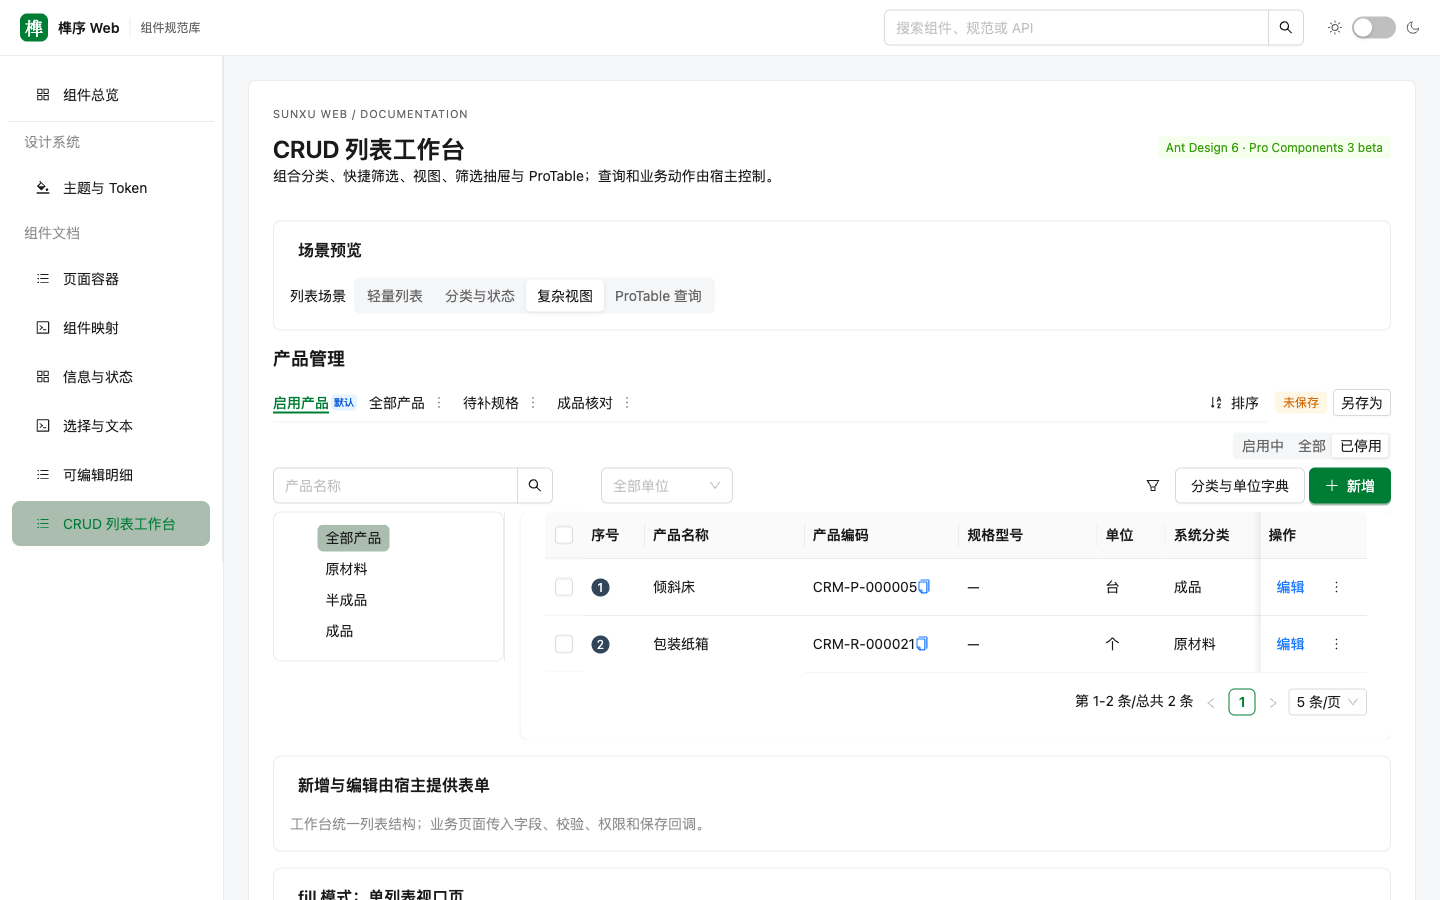 榫 榫序 Web 组件规范库 搜索组件、规范或 API
组件总览
设计系统
主题与 Token
组件文档
页面容器
组件映射
信息与状态
选择与文本
可编辑明细
CRUD 列表工作台
SUNXU WEB / DOCUMENTATION
CRUD 列表工作台
Ant Design 6 · Pro Components 3 beta
组合分类、快捷筛选、视图、筛选抽屉与 ProTable；查询和业务动作由宿主控制。
场景预览
列表场景 轻量列表 分类与状态 复杂视图 ProTable 查询
产品管理
启用产品 默认 全部产品 待补规格 成品核对 排序 未保存 另存为
启用中 全部 已停用
产品名称 全部单位 分类与单位字典 新增
全部产品
原材料
半成品
成品
序号 产品名称 产品编码 规格型号 单位 系统分类 操作
1 倾斜床 CRM-P-000005 — 台 成品 编辑
2 包装纸箱 CRM-R-000021 — 个 原材料 编辑
第 1-2 条/总共 2 条 1 5 条/页
新增与编辑由宿主提供表单
工作台统一列表结构；业务页面传入字段、校验、权限和保存回调。
fill 模式：单列表视口页